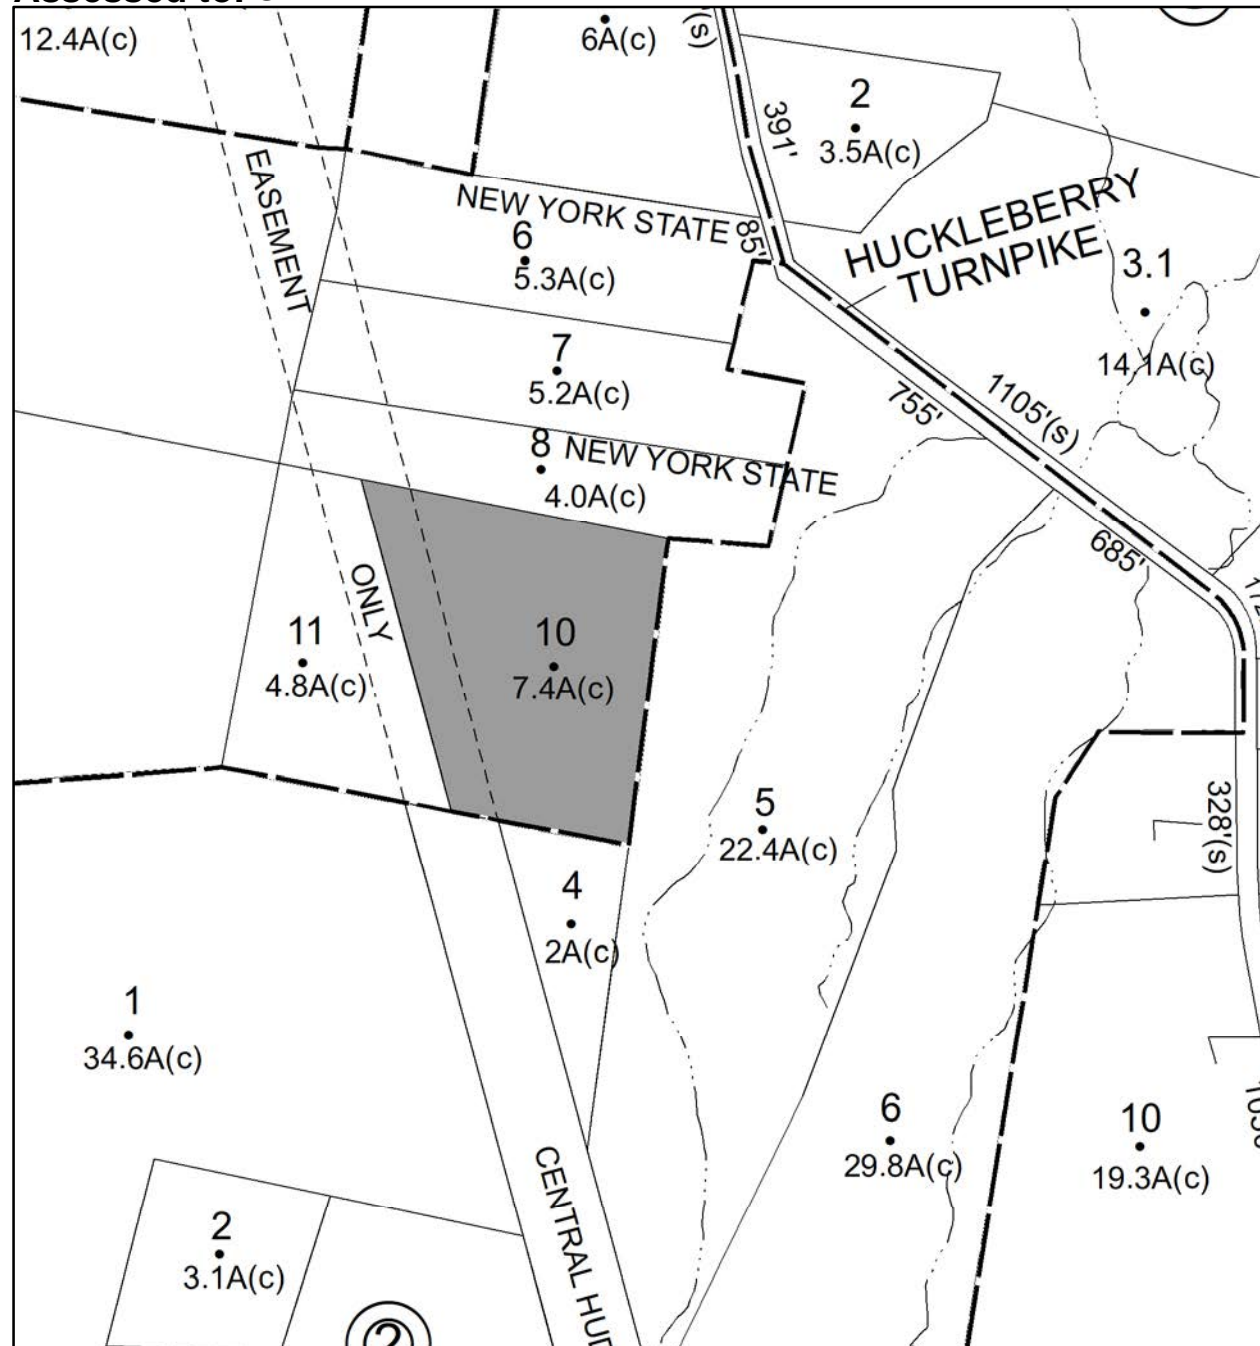 Assessed to:
12.4A(c)
6A(c)
(s)
391'
2
3.5A(c)
EASEMENT
NEW YORK STATE
85'
6
5.3A(c)
HUCKLEBERRY
TURNPIKE
3.1
14.1A(c)
7
5.2A(c)
755'
1105'(s)
8
NEW YORK STATE
4.0A(c)
685'
ONLY
11
4.8A(c)
10
7.4A(c)
5
22.4A(c)
328'(s)
4
2A(c)
1
34.6A(c)
6
29.8A(c)
10
19.3A(c)
CENTRAL
2
3.1A(c)
2